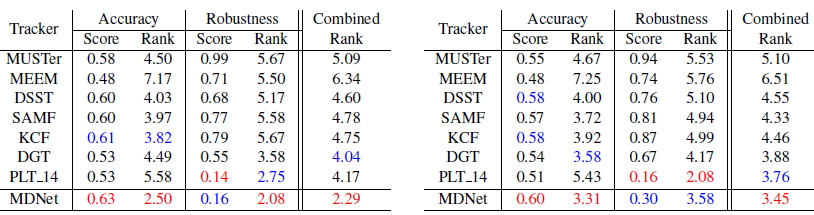 Tracker Accuracy Robustness Combined
Score Rank Score Rank Rank
MUSTer 0.58 4.50 0.99 5.67 5.09
MEEM 0.48 7.17 0.71 5.50 6.34
DSST 0.60 4.03 0.68 5.17 4.60
SAMF 0.60 3.97 0.77 5.58 4.78
KCF 0.61 3.82 0.79 5.67 4.75
DGT 0.53 4.49 0.55 3.58 4.04
PLT_14 0.53 5.58 0.14 2.75 4.17
MDNet 0.63 2.50 0.16 2.08 2.29
Tracker Accuracy Robustness Combined
Score Rank Score Rank Rank
MUSTer 0.55 4.67 0.94 5.53 5.10
MEEM 0.48 7.25 0.74 5.76 6.51
DSST 0.58 4.00 0.76 5.10 4.55
SAMF 0.57 3.72 0.81 4.94 4.33
KCF 0.58 3.92 0.87 4.99 4.46
DGT 0.54 3.58 0.67 4.17 3.88
PLT_14 0.51 5.43 0.16 2.08 3.76
MDNet 0.60 3.31 0.30 3.58 3.45